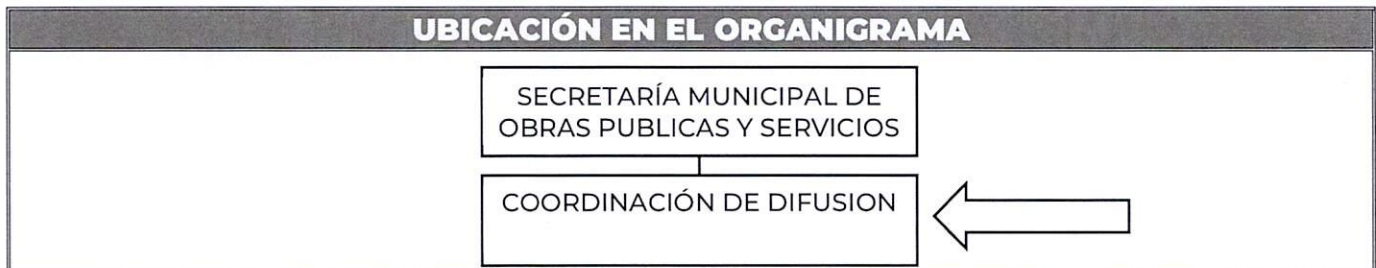 UBICACIÓN EN EL ORGANIGRAMA
SECRETARÍA MUNICIPAL DE
OBRAS PUBLICAS Y SERVICIOS
COORDINACIÓN DE DIFUSION